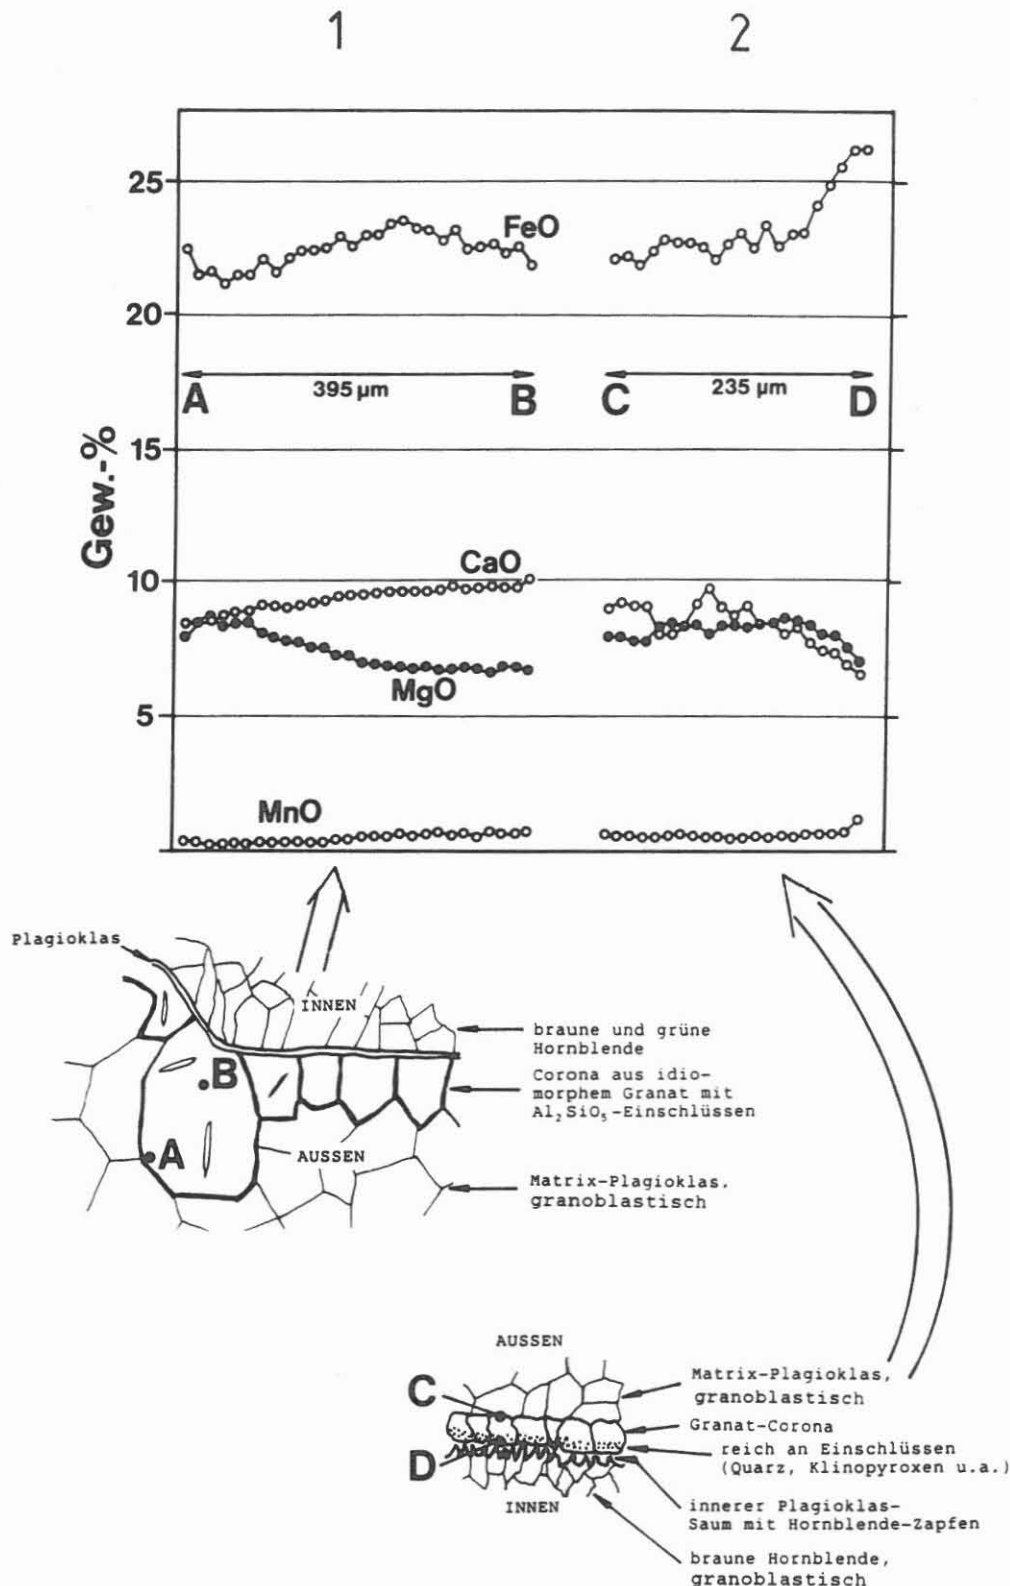 1
2
25
FeO
20
395 µm
235 µm
A
B
C
D
15
Gew.-%
10
CaO
MgO
5
MnO
Plagioklas
INNEN
braune und grüne
Hornblende
B
Corona aus idio-
morphem Granat mit
Al₂SiO₅-Einschlüssen
A
AUSSEN
Matrix-Plagioklas,
granoblastisch
AUSSEN
C
Matrix-Plagioklas,
granoblastisch
Granat-Corona
reich an Einschlüssen
(Quarz, Klinopyroxen u.a.)
D
INNEN
innerer Plagioklas-
Saum mit Hornblende-Zapfen
braune Hornblende,
granoblastisch